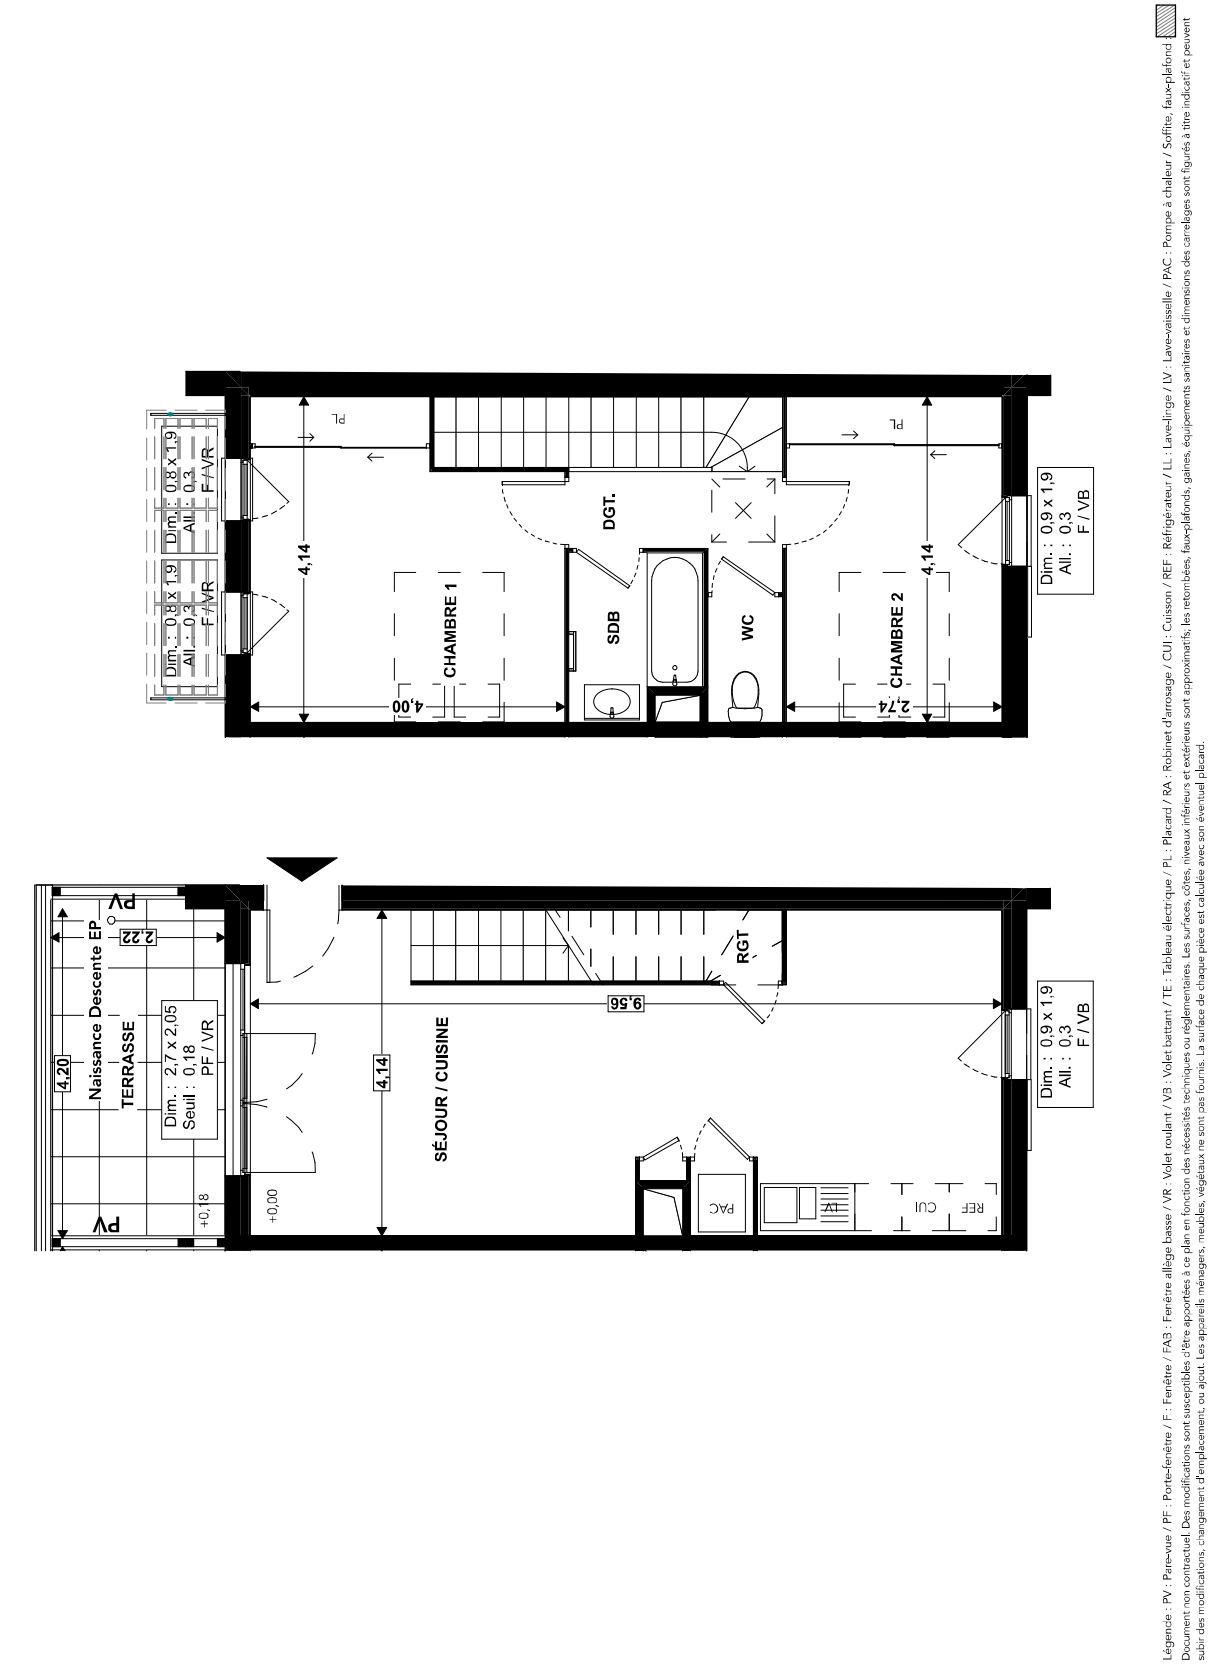 Dim. : 0,8 x 1,9
All. : 0,3
F / VR
Dim. : 0,8 x 1,9
All. : 0,3
F / VR
PL
4,14
CHAMBRE 1
4,00
DGT.
SDB
WC
PL
4,14
CHAMBRE 2
2,74
Dim. : 0,9 x 1,9
All. : 0,3
F / VB
PV
2,22
Naissance Descente EP
4.20
TERRASSE
Dim. : 2,7 x 2,05
Seuil : 0,18
PF / VR
PV
+0,18
+0,00
4,14
SÉJOUR / CUISINE
9,56
RGT
PAC
LV
CUI
REF
Dim. : 0,9 x 1,9
All. : 0,3
F / VB
Légende : PV : Pare-vue / PF : Porte-fenêtre / F : Fenêtre / FAB : Fenêtre allège basse / VR : Volet roulant / VB : Volet battant / TE : Tableau électrique / PL : Placard / RA : Robinet d'arrosage / CUI : Cuisson / REF : Réfrigérateur / LL : Lave-linge / LV : Lave-vaisselle / PAC : Pompe à chaleur / Soffite, faux-plafond :
Document non contractuel. Des modifications sont susceptibles d'être apportées à ce plan en fonction des nécessités techniques ou réglementaires. Les surfaces, côtes, niveaux inférieurs et extérieurs sont approximatifs; les retombées, faux-plafonds, gaines, équipements sanitaires et dimensions des carrelages sont figurés à titre indicatif et peuvent
subir des modifications, changement d'emplacement, ou ajout. Les appareils ménagers, meubles, végétaux ne sont pas fournis. La surface de chaque pièce est calculée avec son éventuel placard.